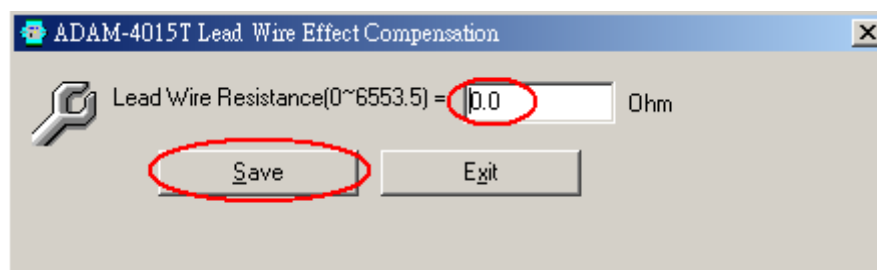 ADAM-4015T Lead Wire Effect Compensation
Lead Wire Resistance(0~6553.5) = 0.0 Ohm
Save Exit